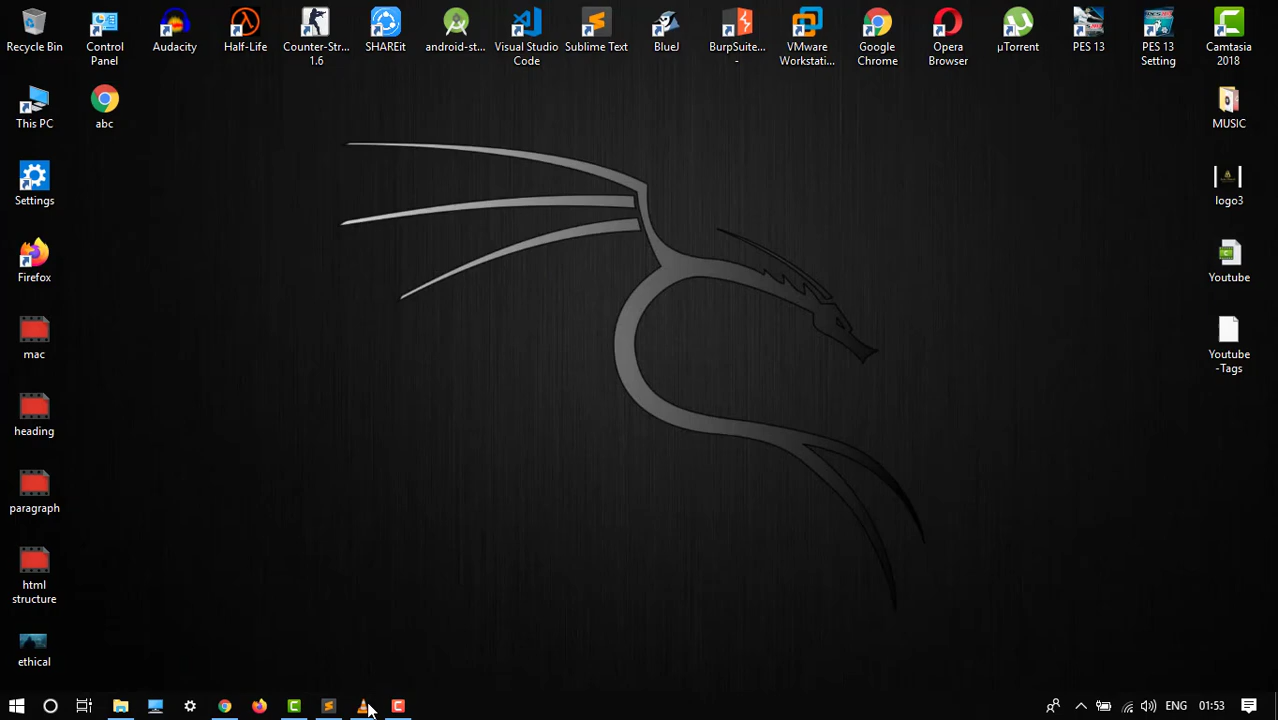 Recycle Bin
Control
Panel
Audacity
Half-Life
Counter-Str...
1.6
SHAREit
android-st...
Visual Studio
Code
Sublime Text
BlueJ
BurpSuite...
-
VMware
Workstati...
Google
Chrome
Opera
Browser
µTorrent
PES 13
PES 13
Setting
Camtasia
2018
This PC
abc
MUSIC
Settings
logo3
Firefox
Youtube
mac
Youtube
-Tags
heading
paragraph
html
structure
ethical
ENG
01:53